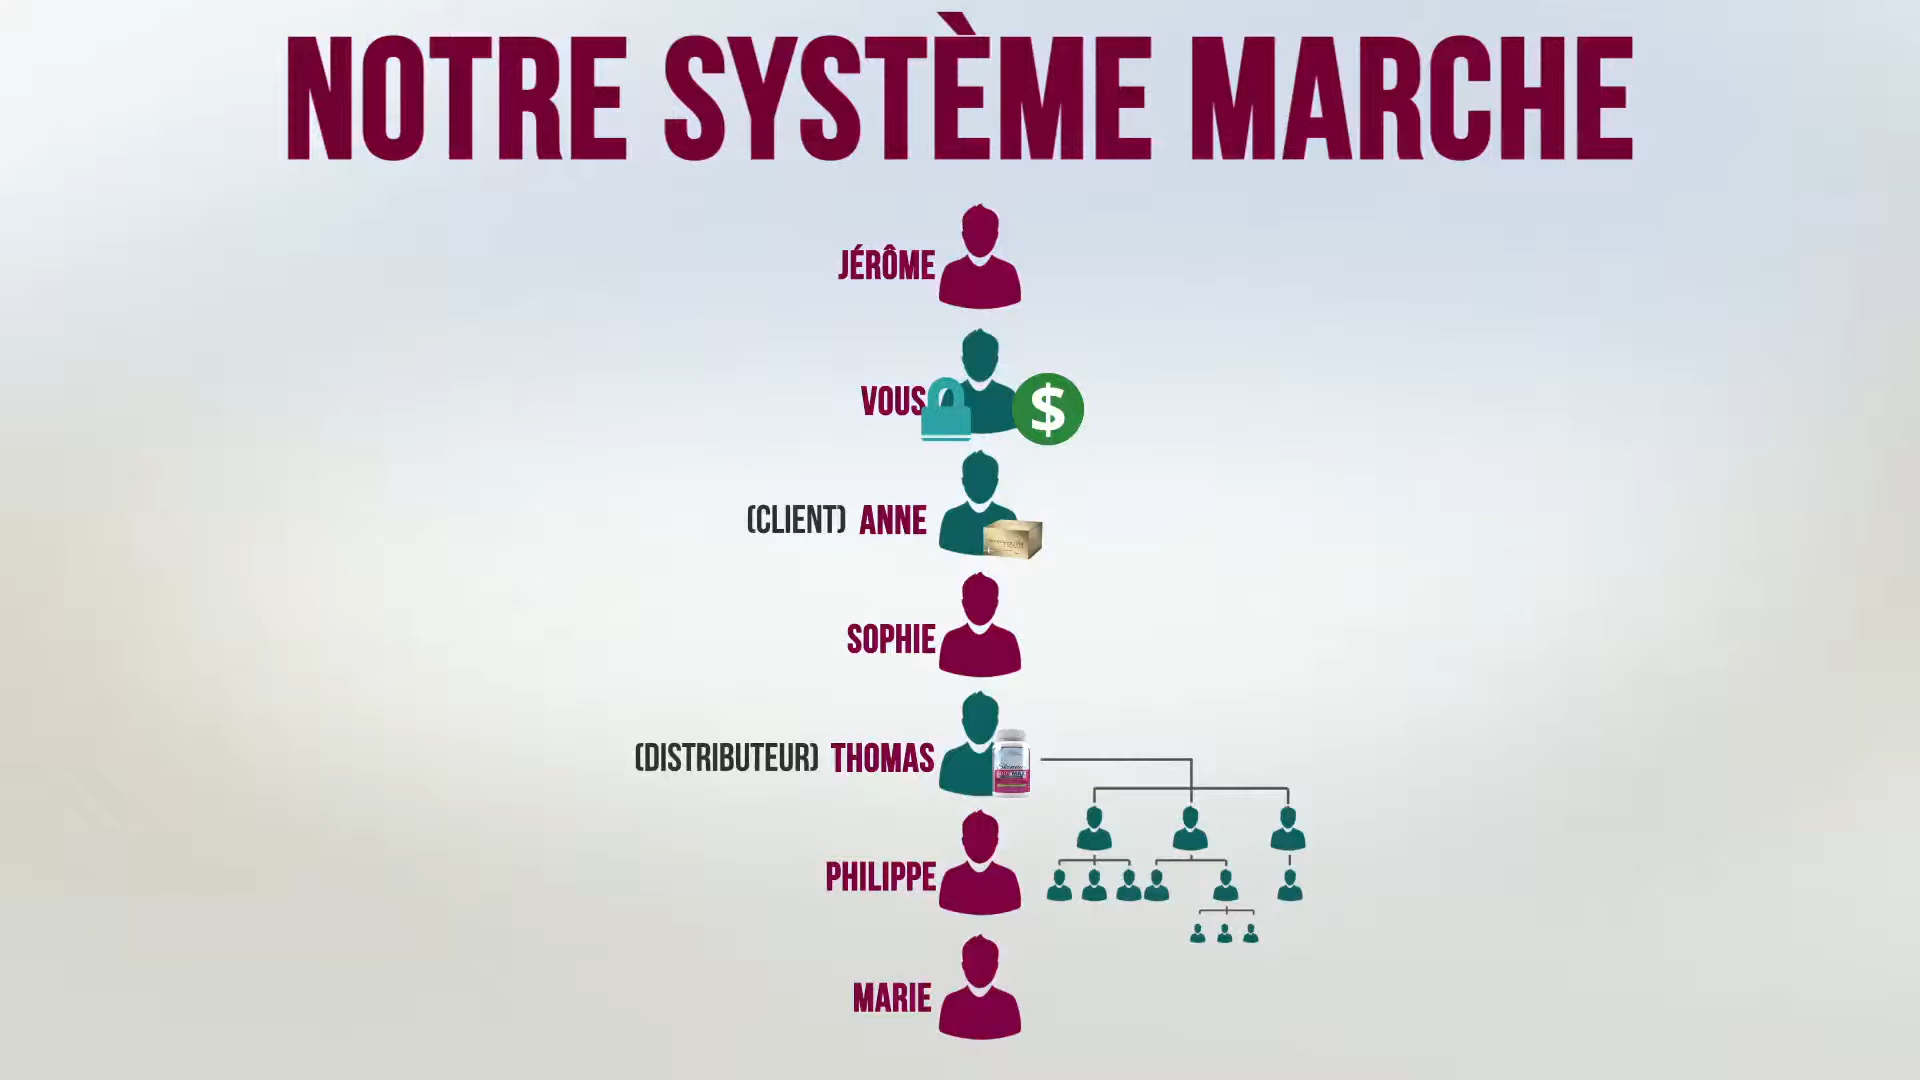 NOTRE SYSTÈME MARCHE
JÉRÔME
VOUS
$
(CLIENT) ANNE
SOPHIE
(DISTRIBUTEUR) THOMAS
PHILIPPE
MARIE